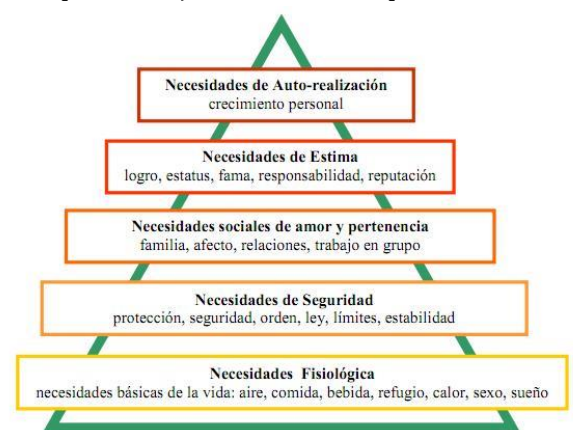 Necesidades de Auto-realización
crecimiento personal
Necesidades de Estima
logro, estatus, fama, responsabilidad, reputación
Necesidades sociales de amor y pertenencia
familia, afecto, relaciones, trabajo en grupo
Necesidades de Seguridad
protección, seguridad, orden, ley, límites, estabilidad
Necesidades Fisiológica
necesidades básicas de la vida: aire, comida, bebida, refugio, calor, sexo, sueño